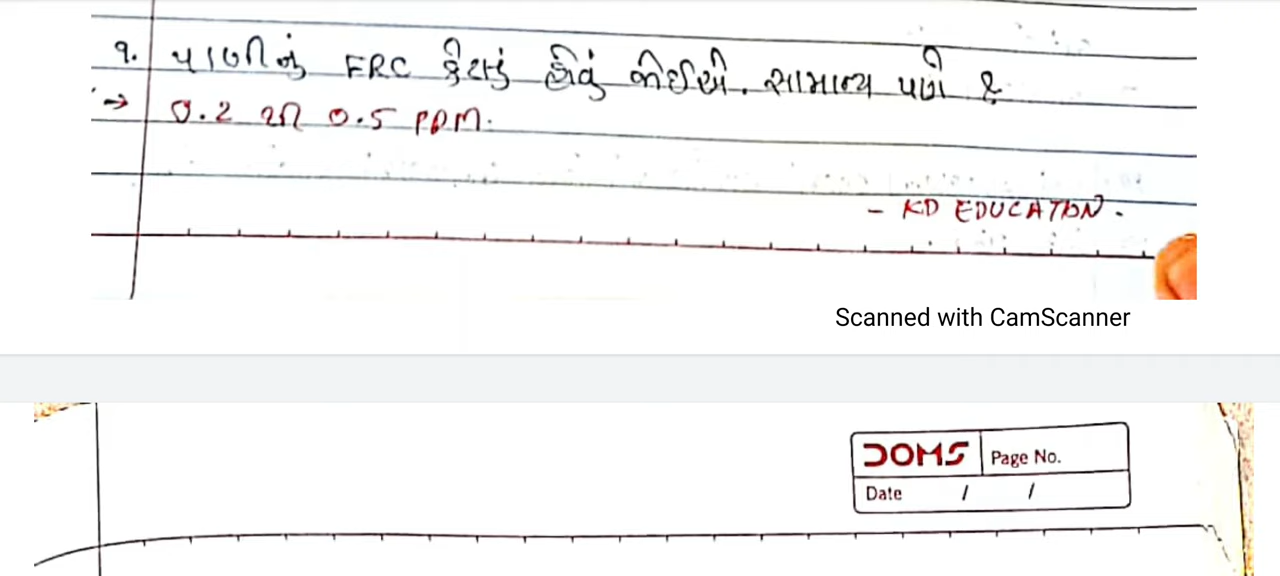 ૧. પાણીનું FRC કેટલું હોવું જોઈએ. સામાન્ય પણે
→ 0.2 થી 0.5 PPM.
- KD EDUCATION.
Scanned with CamScanner
DOMS Page No.
Date / /